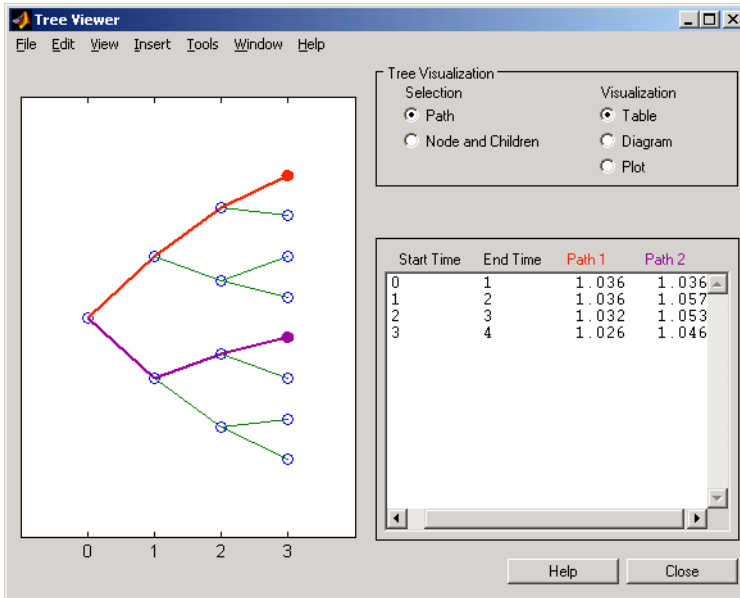 Tree Viewer
File Edit View Insert Tools Window Help
Tree Visualization
Selection Visualization
Path Table
Node and Children Diagram
Plot
Start Time End Time Path 1 Path 2
0 1 1.036 1.036
1 2 1.036 1.057
2 3 1.032 1.053
3 4 1.026 1.046
0 1 2 3
Help Close